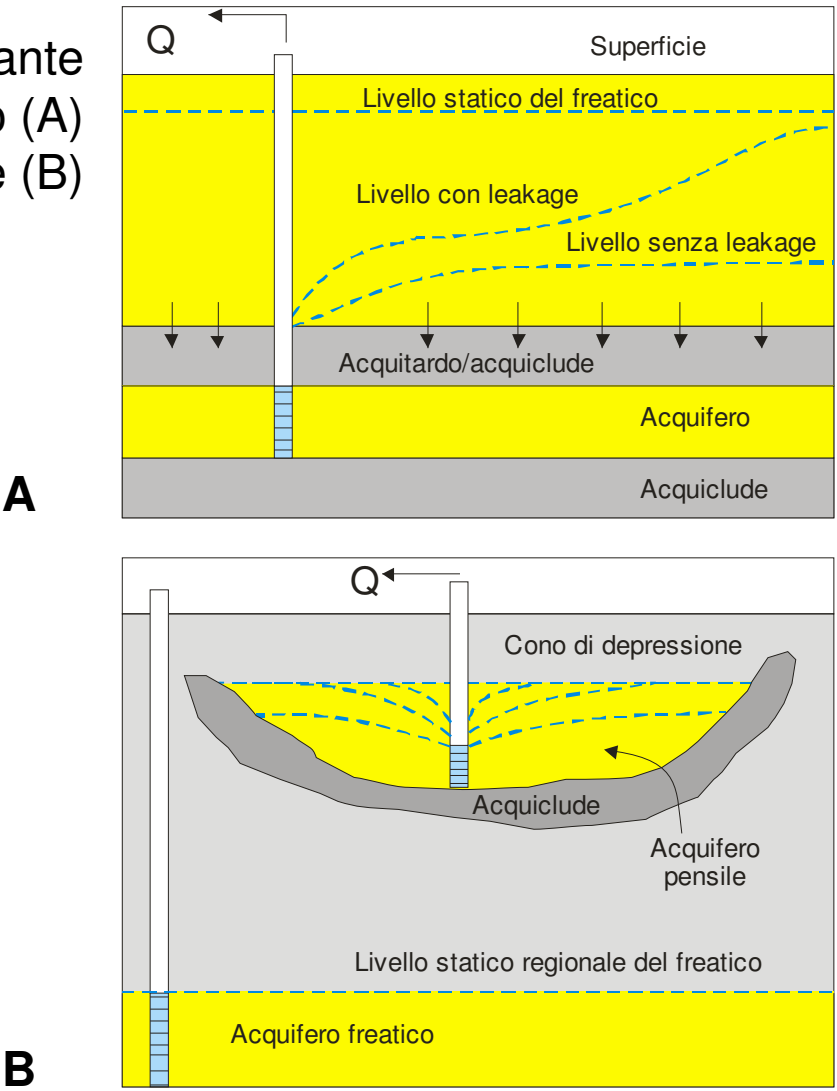 ante
o (A)
e (B)
Q
Superficie
Livello statico del freatico
Livello con leakage
Livello senza leakage
Acquitardo/acquiclude
Acquifero
Acquiclude
A
Q
Cono di depressione
Acquiclude
Acquifero
pensile
Livello statico regionale del freatico
Acquifero freatico
B